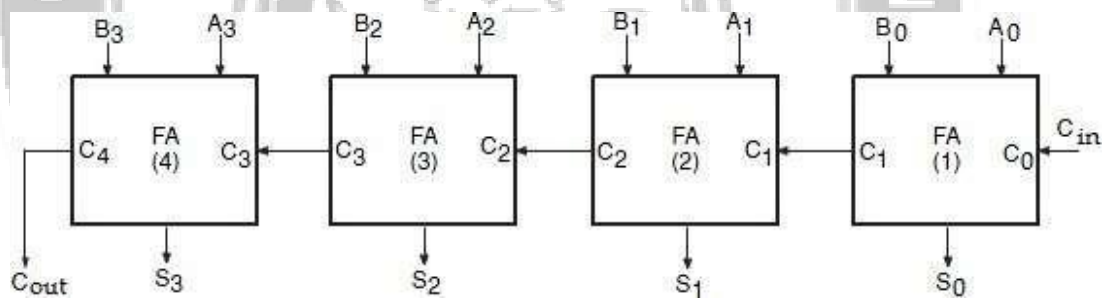 B3 A3 B2 A2 B1 A1 B0 A0
FA FA FA FA Cin
C4 (4) C3 C3 (3) C2 C2 (2) C1 C1 (1) C0
Cout S3 S2 S1 S0